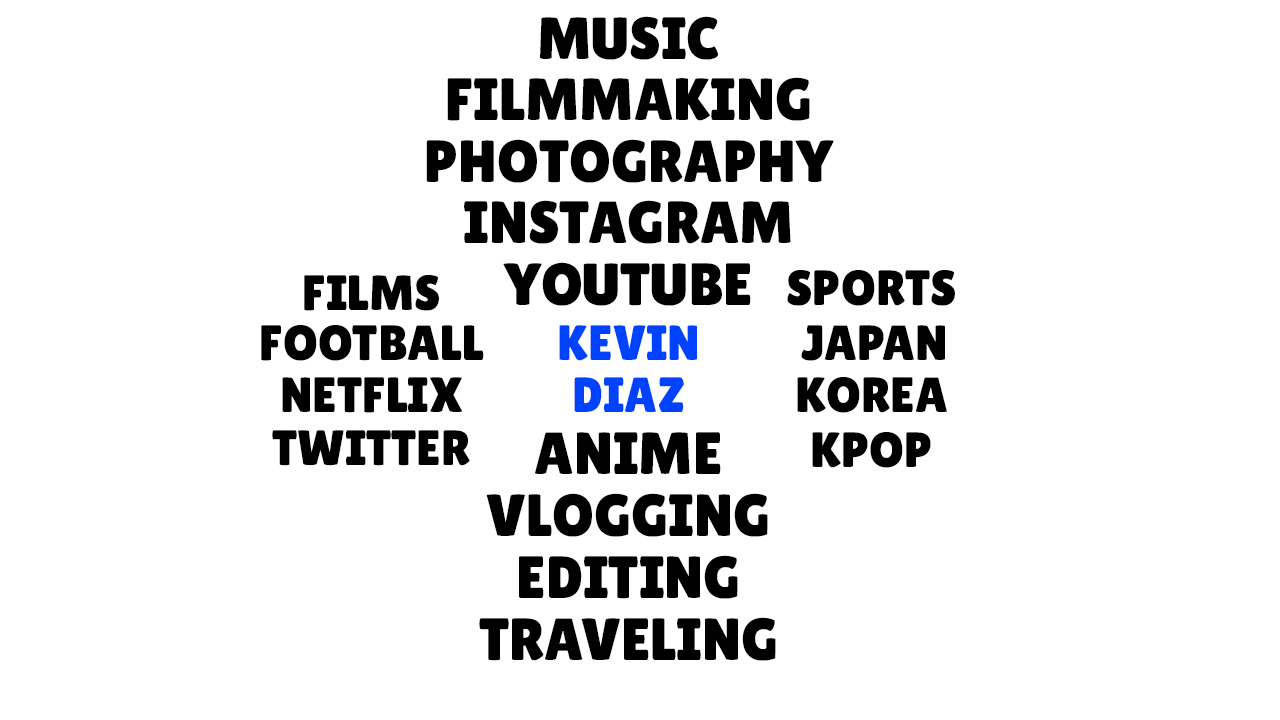 MUSIC
FILMMAKING
PHOTOGRAPHY
INSTAGRAM
YOUTUBE
FILMS
FOOTBALL
NETFLIX
TWITTER
KEVIN
DIAZ
SPORTS
JAPAN
KOREA
KPOP
ANIME
VLOGGING
EDITING
TRAVELING